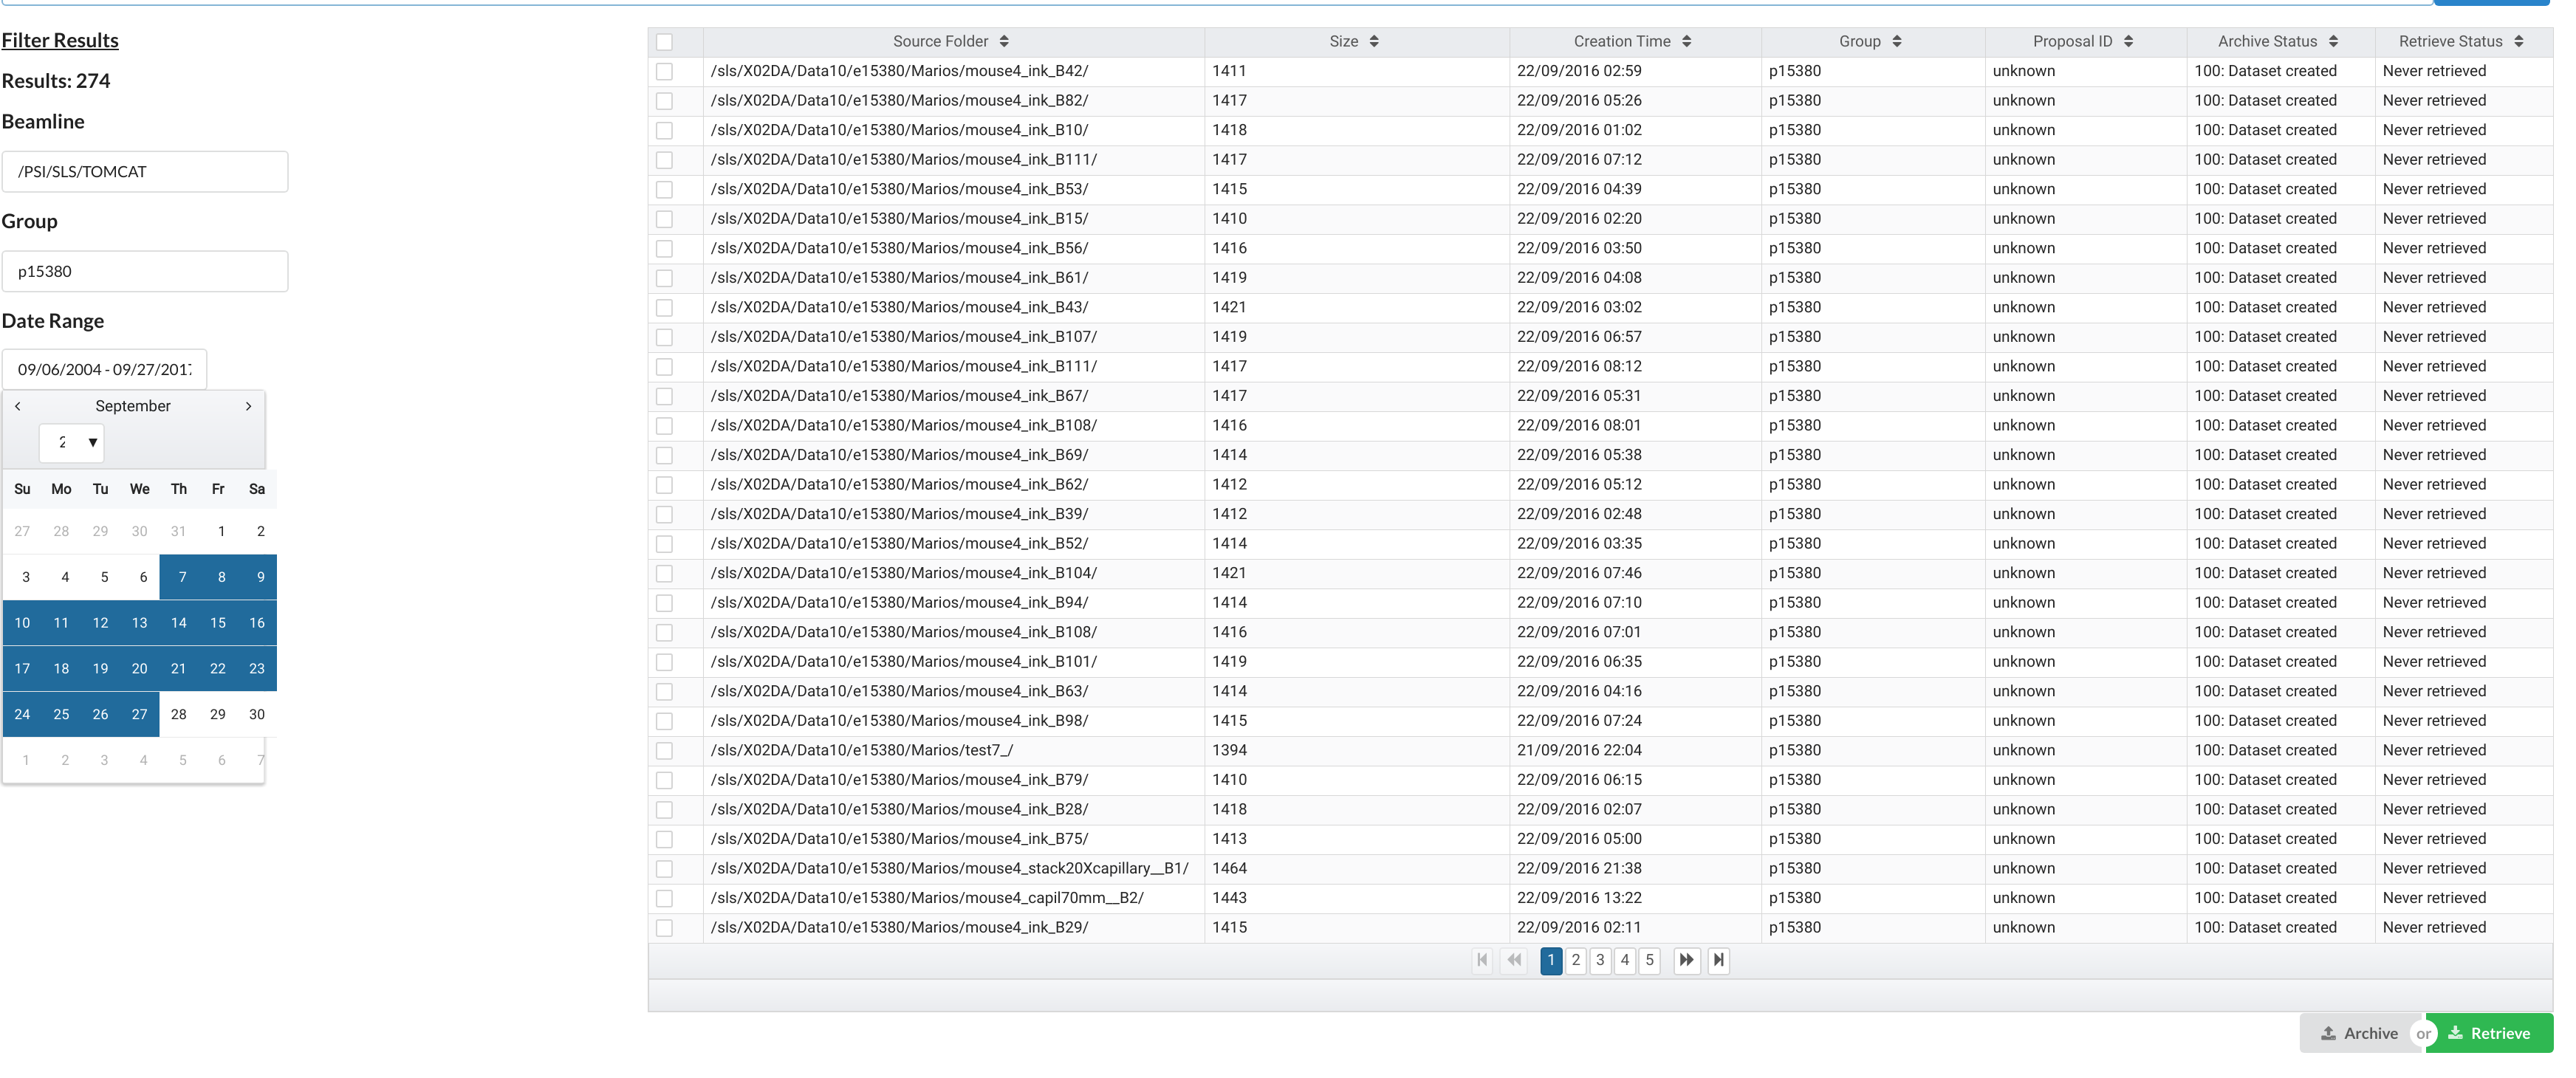 Filter Results
Results: 274
Beamline
/PSI/SLS/TOMCAT
Group
p15380
Date Range
09/06/2004 - 09/27/201
September
2
Su Mo Tu We Th Fr Sa
27 28 29 30 31 1 2
3 4 5 6 7 8 9
10 11 12 13 14 15 16
17 18 19 20 21 22 23
24 25 26 27 28 29 30
1 2 3 4 5 6 7
Source Folder Size Creation Time Group Proposal ID Archive Status Retrieve Status
/sls/X02DA/Data10/e15380/Marios/mouse4_ink_B42/ 1411 22/09/2016 02:59 p15380 unknown 100: Dataset created Never retrieved
/sls/X02DA/Data10/e15380/Marios/mouse4_ink_B82/ 1417 22/09/2016 05:26 p15380 unknown 100: Dataset created Never retrieved
/sls/X02DA/Data10/e15380/Marios/mouse4_ink_B10/ 1418 22/09/2016 01:02 p15380 unknown 100: Dataset created Never retrieved
/sls/X02DA/Data10/e15380/Marios/mouse4_ink_B111/ 1417 22/09/2016 07:12 p15380 unknown 100: Dataset created Never retrieved
/sls/X02DA/Data10/e15380/Marios/mouse4_ink_B53/ 1415 22/09/2016 04:39 p15380 unknown 100: Dataset created Never retrieved
/sls/X02DA/Data10/e15380/Marios/mouse4_ink_B15/ 1410 22/09/2016 02:20 p15380 unknown 100: Dataset created Never retrieved
/sls/X02DA/Data10/e15380/Marios/mouse4_ink_B56/ 1416 22/09/2016 03:50 p15380 unknown 100: Dataset created Never retrieved
/sls/X02DA/Data10/e15380/Marios/mouse4_ink_B61/ 1419 22/09/2016 04:08 p15380 unknown 100: Dataset created Never retrieved
/sls/X02DA/Data10/e15380/Marios/mouse4_ink_B43/ 1421 22/09/2016 03:02 p15380 unknown 100: Dataset created Never retrieved
/sls/X02DA/Data10/e15380/Marios/mouse4_ink_B107/ 1419 22/09/2016 06:57 p15380 unknown 100: Dataset created Never retrieved
/sls/X02DA/Data10/e15380/Marios/mouse4_ink_B111/ 1417 22/09/2016 08:12 p15380 unknown 100: Dataset created Never retrieved
/sls/X02DA/Data10/e15380/Marios/mouse4_ink_B67/ 1417 22/09/2016 05:31 p15380 unknown 100: Dataset created Never retrieved
/sls/X02DA/Data10/e15380/Marios/mouse4_ink_B108/ 1416 22/09/2016 08:01 p15380 unknown 100: Dataset created Never retrieved
/sls/X02DA/Data10/e15380/Marios/mouse4_ink_B69/ 1414 22/09/2016 05:38 p15380 unknown 100: Dataset created Never retrieved
/sls/X02DA/Data10/e15380/Marios/mouse4_ink_B62/ 1412 22/09/2016 05:12 p15380 unknown 100: Dataset created Never retrieved
/sls/X02DA/Data10/e15380/Marios/mouse4_ink_B39/ 1412 22/09/2016 02:48 p15380 unknown 100: Dataset created Never retrieved
/sls/X02DA/Data10/e15380/Marios/mouse4_ink_B52/ 1414 22/09/2016 03:35 p15380 unknown 100: Dataset created Never retrieved
/sls/X02DA/Data10/e15380/Marios/mouse4_ink_B104/ 1421 22/09/2016 07:46 p15380 unknown 100: Dataset created Never retrieved
/sls/X02DA/Data10/e15380/Marios/mouse4_ink_B94/ 1414 22/09/2016 07:10 p15380 unknown 100: Dataset created Never retrieved
/sls/X02DA/Data10/e15380/Marios/mouse4_ink_B108/ 1416 22/09/2016 07:01 p15380 unknown 100: Dataset created Never retrieved
/sls/X02DA/Data10/e15380/Marios/mouse4_ink_B101/ 1419 22/09/2016 06:35 p15380 unknown 100: Dataset created Never retrieved
/sls/X02DA/Data10/e15380/Marios/mouse4_ink_B63/ 1414 22/09/2016 04:16 p15380 unknown 100: Dataset created Never retrieved
/sls/X02DA/Data10/e15380/Marios/mouse4_ink_B98/ 1415 22/09/2016 07:24 p15380 unknown 100: Dataset created Never retrieved
/sls/X02DA/Data10/e15380/Marios/test7_/ 1394 21/09/2016 22:04 p15380 unknown 100: Dataset created Never retrieved
/sls/X02DA/Data10/e15380/Marios/mouse4_ink_B79/ 1410 22/09/2016 06:15 p15380 unknown 100: Dataset created Never retrieved
/sls/X02DA/Data10/e15380/Marios/mouse4_ink_B28/ 1418 22/09/2016 02:07 p15380 unknown 100: Dataset created Never retrieved
/sls/X02DA/Data10/e15380/Marios/mouse4_ink_B75/ 1413 22/09/2016 05:00 p15380 unknown 100: Dataset created Never retrieved
/sls/X02DA/Data10/e15380/Marios/mouse4_stack20Xcapillary__B1/ 1464 22/09/2016 21:38 p15380 unknown 100: Dataset created Never retrieved
/sls/X02DA/Data10/e15380/Marios/mouse4_capil70mm__B2/ 1443 22/09/2016 13:22 p15380 unknown 100: Dataset created Never retrieved
/sls/X02DA/Data10/e15380/Marios/mouse4_ink_B29/ 1415 22/09/2016 02:11 p15380 unknown 100: Dataset created Never retrieved
1 2 3 4 5
Archive or Retrieve